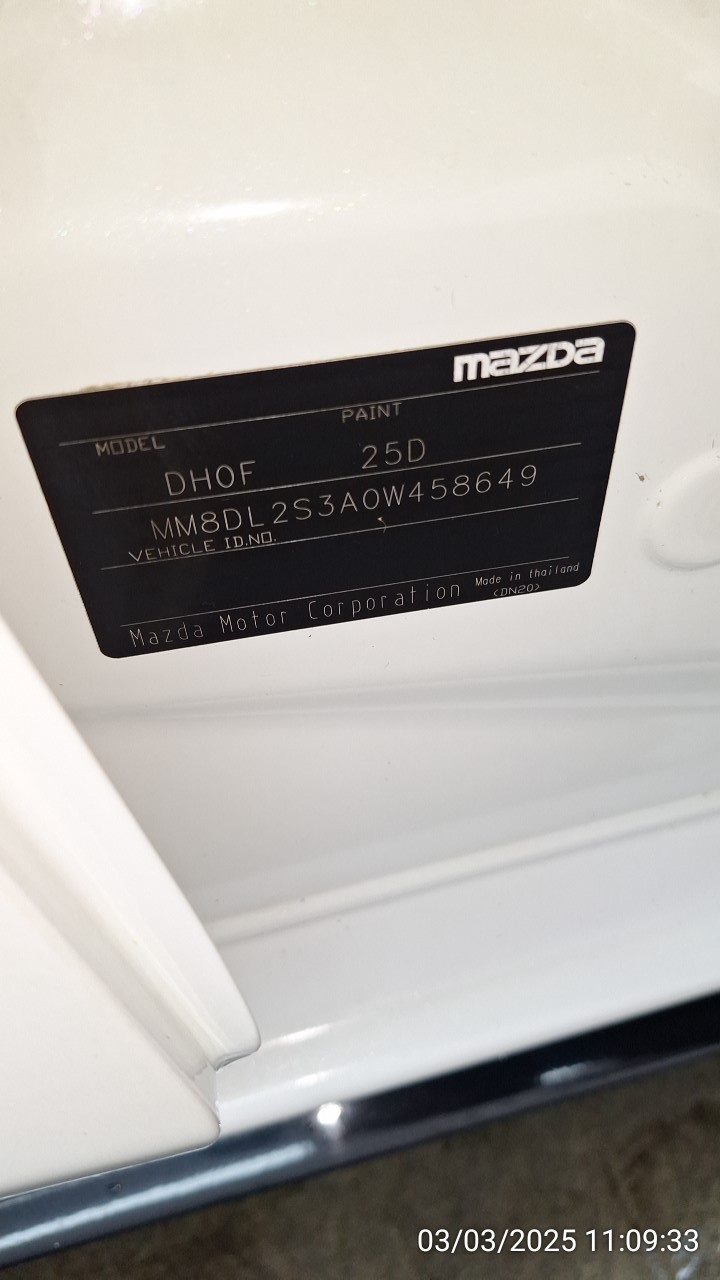 mazda
MODEL PAINT
DH0F 25D
MM8DL2S3A0W458649
VEHICLE ID.NO.
Mazda Motor Corporation Made in thailand
<DN20>
03/03/2025 11:09:33